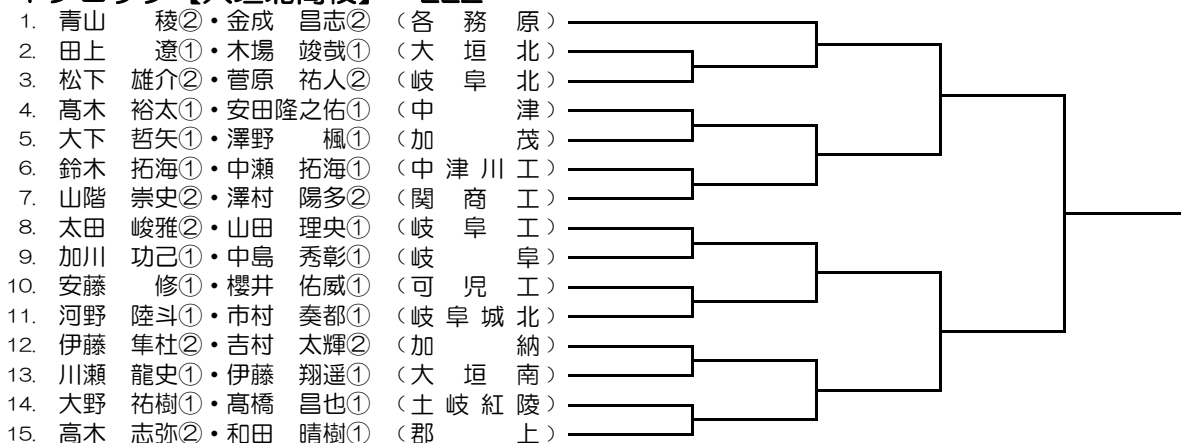 1. 青山 稜②・金成 昌志② （各務原）
2. 田上 遼①・木場 竣哉① （大垣北）
3. 松下 雄介②・菅原 祐人② （岐阜北）
4. 髙木 裕太①・安田隆之佑① （中津）
5. 大下 哲矢①・澤野 楓① （加茂）
6. 鈴木 拓海①・中瀬 拓海① （中津川工）
7. 山階 崇史②・澤村 陽多② （関商工）
8. 太田 峻雅②・山田 理央① （岐阜工）
9. 加川 功己①・中島 秀彰① （岐阜）
10. 安藤 修①・櫻井 佑威① （可児工）
11. 河野 陸斗①・市村 奏都① （岐阜城北）
12. 伊藤 隼杜②・吉村 太輝② （加納）
13. 川瀬 龍史①・伊藤 翔遥① （大垣南）
14. 大野 祐樹①・髙橋 昌也① （土岐紅陵）
15. 高木 志弥②・和田 晴樹① （郡上）